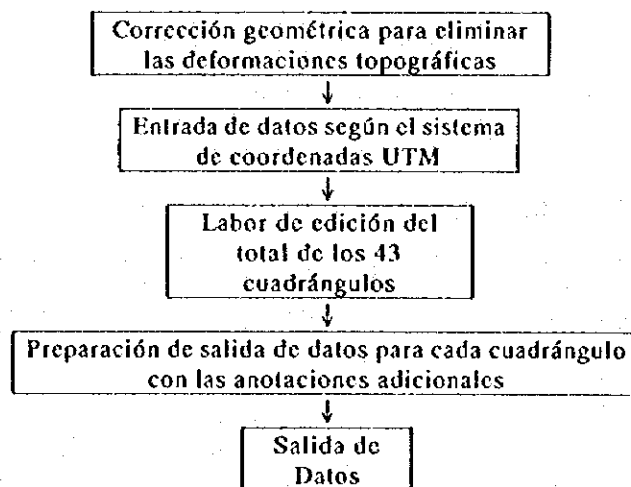 Corrección geométrica para eliminar
las deformaciones topográficas
Entrada de datos según el sistema
de coordenadas UTM
Labor de edición del
total de los 43
cuadrángulos
Preparación de salida de datos para cada cuadrángulo
con las anotaciones adicionales
Salida de
Datos